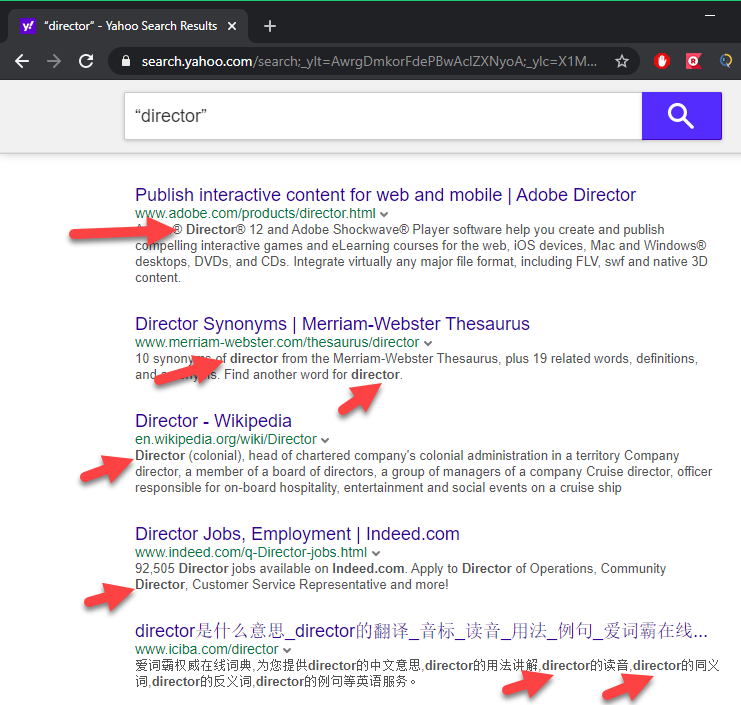 "director" - Yahoo Search Results
search.yahoo.com/search;_ylt=AwrgDmkorFdePBwAclZXNyoA;_ylc=X1M...
"director"
Publish interactive content for web and mobile | Adobe Director
www.adobe.com/products/director.html
® Director® 12 and Adobe Shockwave® Player software help you create and publish
compelling interactive games and eLearning courses for the web, iOS devices, Mac and Windows®
desktops, DVDs, and CDs. Integrate virtually any major file format, including FLV, swf and native 3D
content.
Director Synonyms | Merriam-Webster Thesaurus
www.merriam-webster.com/thesaurus/director
10 synonyms of director from the Merriam-Webster Thesaurus, plus 19 related words, definitions,
and Find another word for director.
Director - Wikipedia
en.wikipedia.org/wiki/Director
Director (colonial), head of chartered company's colonial administration in a territory Company
director, a member of a board of directors, a group of managers of a company Cruise director, officer
responsible for on-board hospitality, entertainment and social events on a cruise ship
Director Jobs, Employment | Indeed.com
www.indeed.com/q-Director-jobs.html
92,505 Director jobs available on Indeed.com. Apply to Director of Operations, Community
Director, Customer Service Representative and more!
director是什么意思_director的翻译_音标_读音_用法_例句_爱词霸在线...
www.iciba.com/director
爱词霸权威在线词典,为您提供director的中文意思,director的用法讲解,director的读音,director的同义
词,director的反义词,director的例句等英语服务。